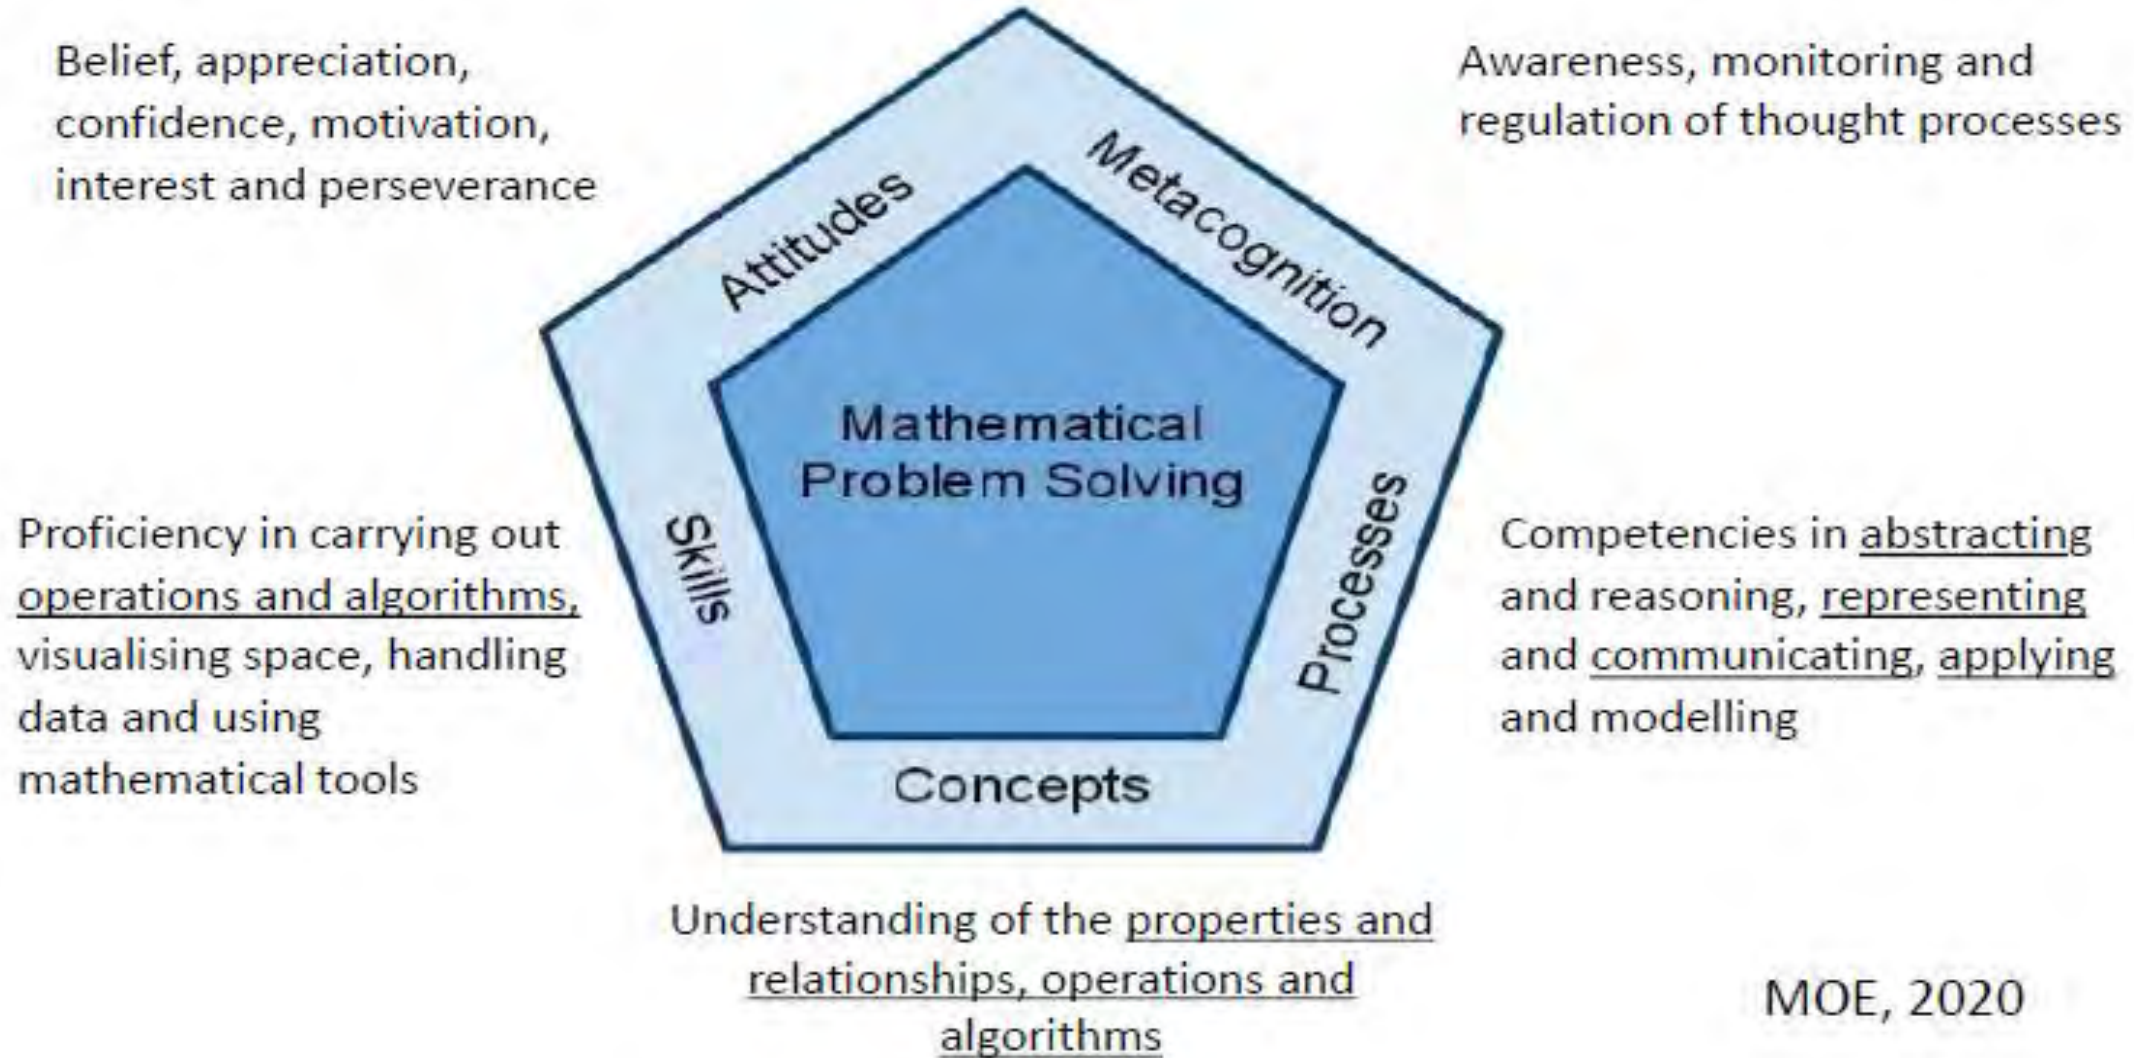 Belief, appreciation,
confidence, motivation,
interest and perseverance
Awareness, monitoring and
regulation of thought processes
Attitudes
Metacognition
Mathematical
Problem Solving
Skills
Processes
Concepts
Proficiency in carrying out
operations and algorithms,
visualising space, handling
data and using
mathematical tools
Competencies in abstracting
and reasoning, representing
and communicating, applying
and modelling
Understanding of the properties and
relationships, operations and
algorithms
MOE, 2020